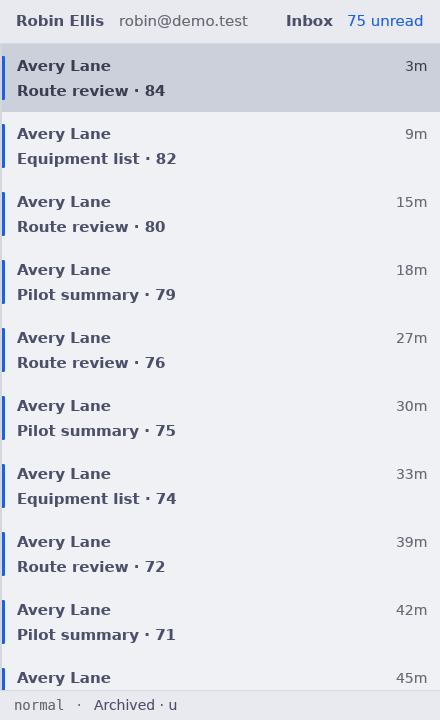 Robin Ellis robin@demo.test Inbox 75 unread
Avery Lane 3m
Route review · 84
Avery Lane 9m
Equipment list · 82
Avery Lane 15m
Route review · 80
Avery Lane 18m
Pilot summary · 79
Avery Lane 27m
Route review · 76
Avery Lane 30m
Pilot summary · 75
Avery Lane 33m
Equipment list · 74
Avery Lane 39m
Route review · 72
Avery Lane 42m
Pilot summary · 71
Avery Lane 45m
normal · Archived · u